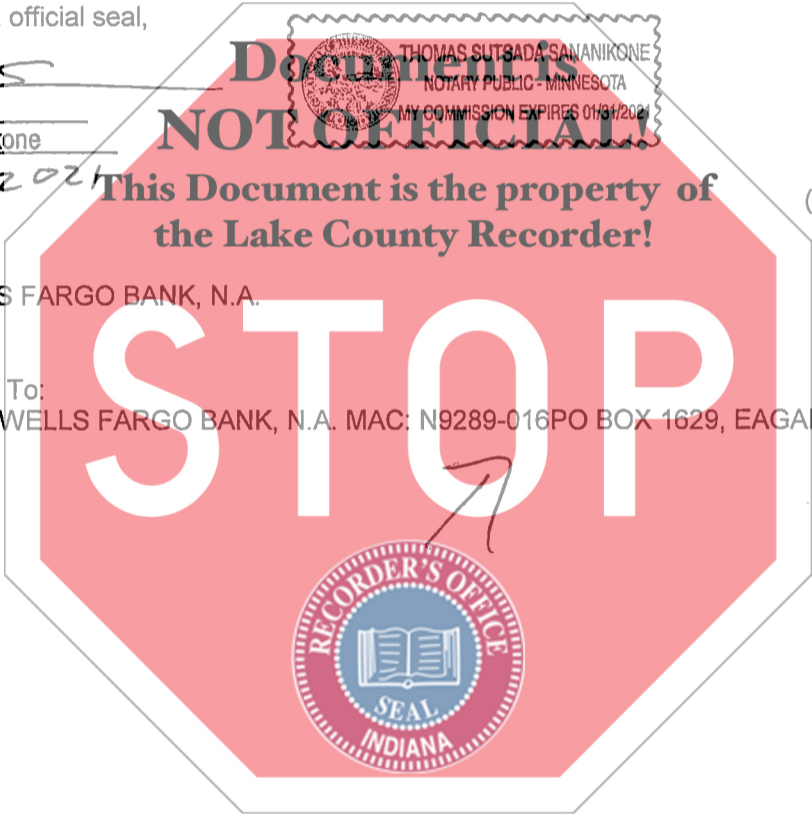 official seal,
Document is
THOMAS SUTSADA SANANIKONE
NOTARY PUBLIC - MINNESOTA
MY COMMISSION EXPIRES 01/31/2021
NOT OFFICIAL!
one
2021
This Document is the property of
the Lake County Recorder!
S FARGO BANK, N.A.
STOP
To:
WELLS FARGO BANK, N.A. MAC: N9289-016PO BOX 1629, EAGA
RECORDER'S OFFICE
SEAL
INDIANA